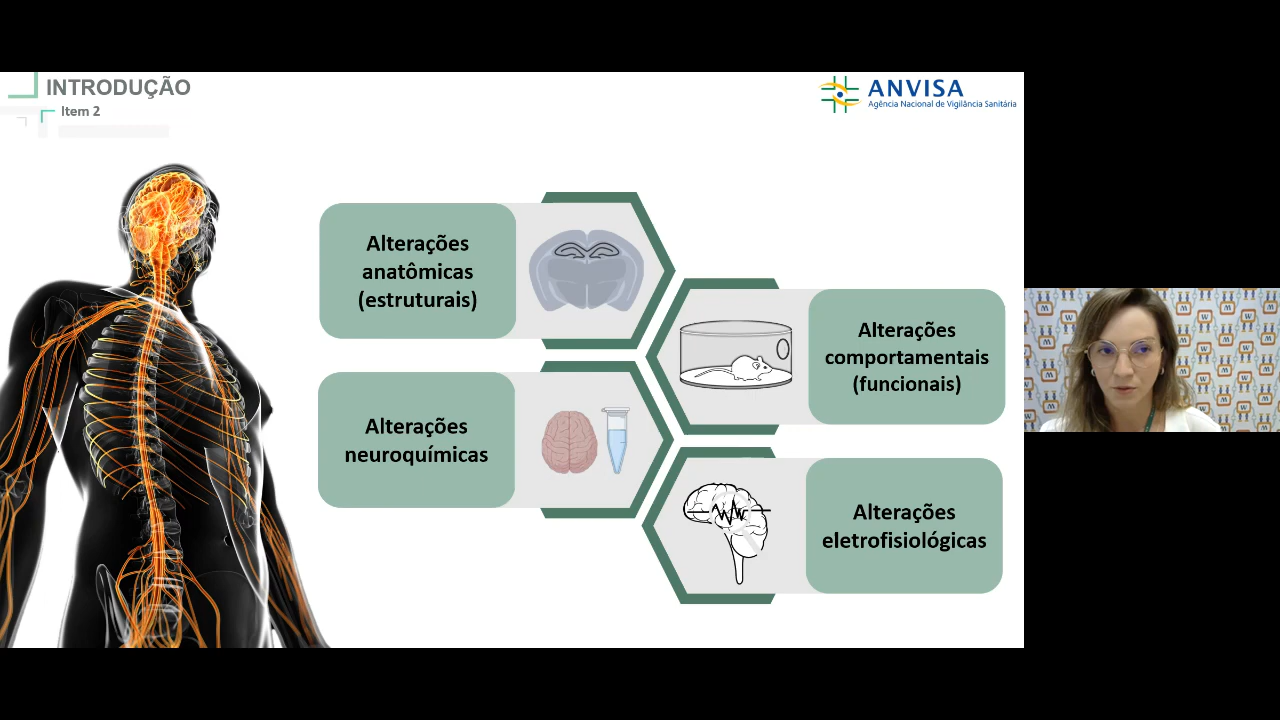 INTRODUÇÃO
Item 2
ANVISA
Agência Nacional de Vigilância Sanitária
Alterações
anatômicas
(estruturais)
Alterações
comportamentais
(funcionais)
Alterações
neuroquímicas
Alterações
eletrofisiológicas